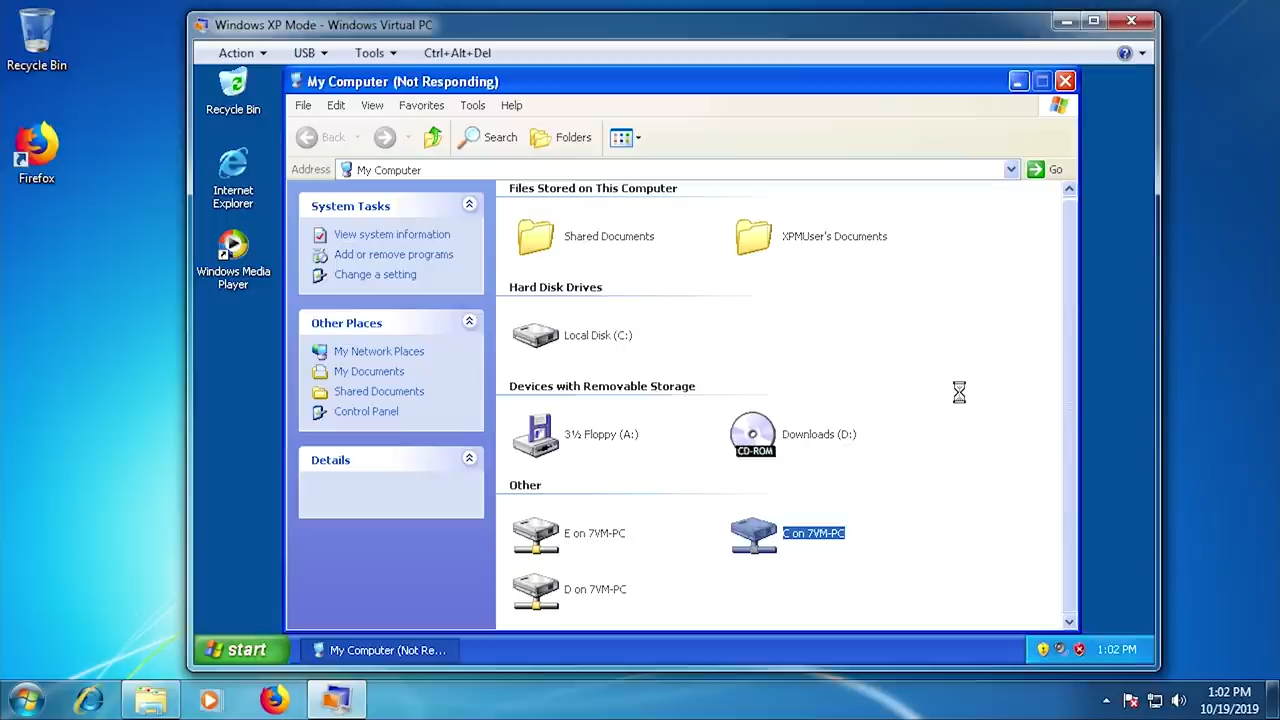 Recycle Bin
Firefox
Windows XP Mode - Windows Virtual PC
Action
USB
Tools
Ctrl+Alt+Del
Recycle Bin
Internet
Explorer
Windows Media
Player
My Computer (Not Responding)
File
Edit
View
Favorites
Tools
Help
Back
Search
Folders
Address
My Computer
Go
System Tasks
View system information
Add or remove programs
Change a setting
Other Places
My Network Places
My Documents
Shared Documents
Control Panel
Details
Files Stored on This Computer
Shared Documents
XPMUser's Documents
Hard Disk Drives
Local Disk (C:)
Devices with Removable Storage
3½ Floppy (A:)
CD-ROM
Downloads (D:)
Other
E on 7VM-PC
C on 7VM-PC
D on 7VM-PC
start
My Computer (Not Re...
1:02 PM
1:02 PM
10/19/2019